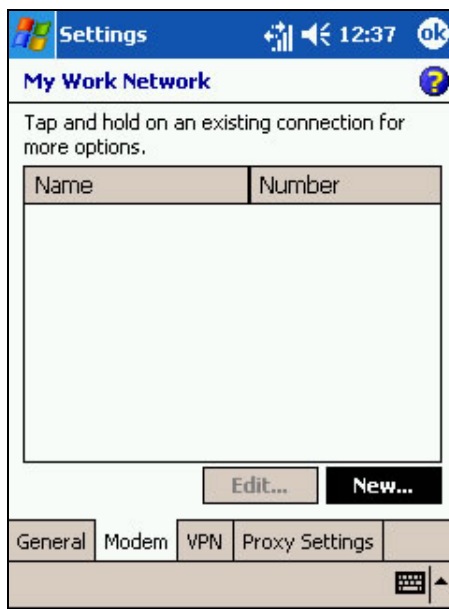 Settings 12:37 ok
My Work Network ?
Tap and hold on an existing connection for
more options.
Name Number
Edit... New...
General Modem VPN Proxy Settings